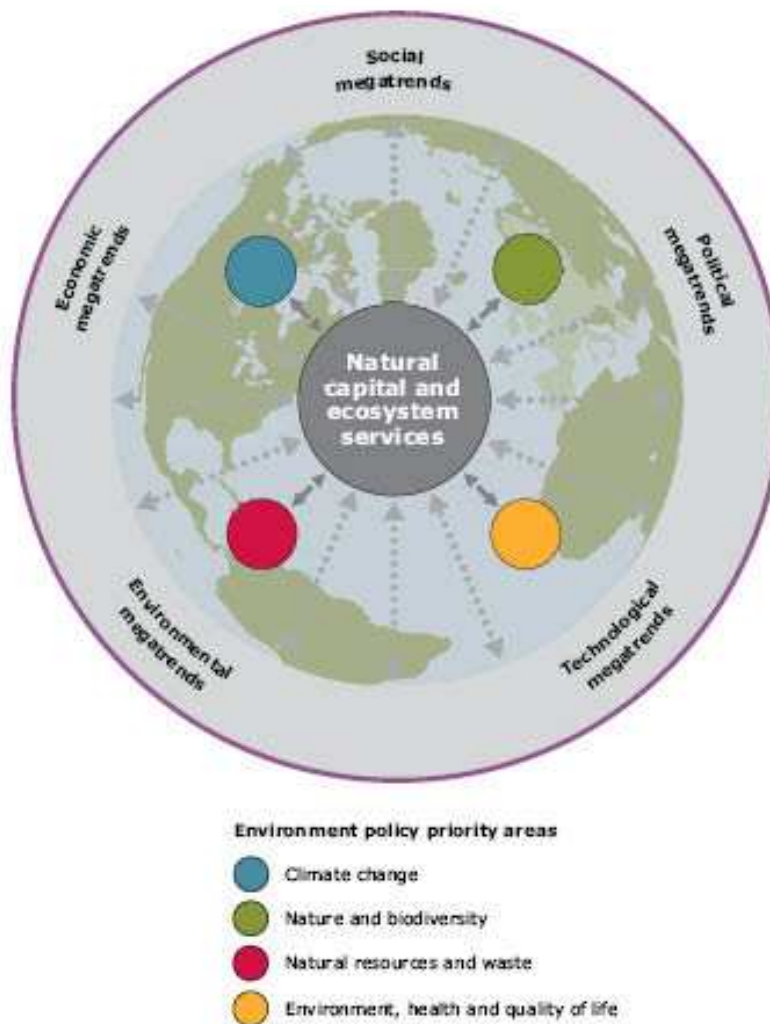 Social
megatrends
Economic
megatrends
Political
megatrends
Natural
capital and
ecosystem
services
Environmental
megatrends
Technological
megatrends
Environment policy priority areas
Climate change
Nature and biodiversity
Natural resources and waste
Environment, health and quality of life